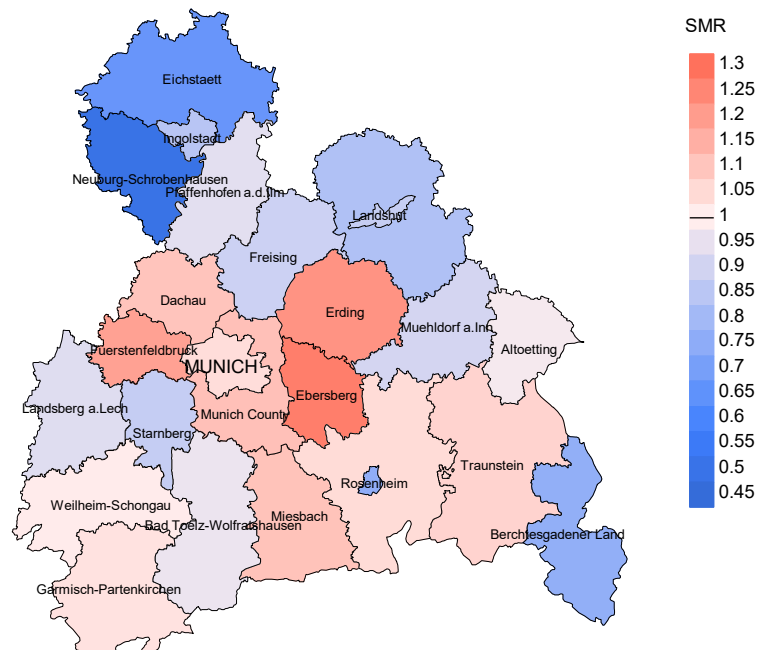 SMR
1.3
1.25
1.2
1.15
1.1
1.05
1
0.95
0.9
0.85
0.8
0.75
0.7
0.65
0.6
0.55
0.5
0.45
Eichstaett
Ingolstadt
Neuburg-Schrobenhausen
Pfaffenhofen a.d.Ilm
Landshut
Freising
Dachau
Erding
Muehldorf a.Inn
Altoetting
Fuerstenfeldbruck
MUNICH
Ebersberg
Landsberg a.Lech
Munich County
Starnberg
Traunstein
Rosenheim
Weilheim-Schongau
Miesbach
Bad Toelz-Wolfratshausen
Berchtesgadener Land
Garmisch-Partenkirchen